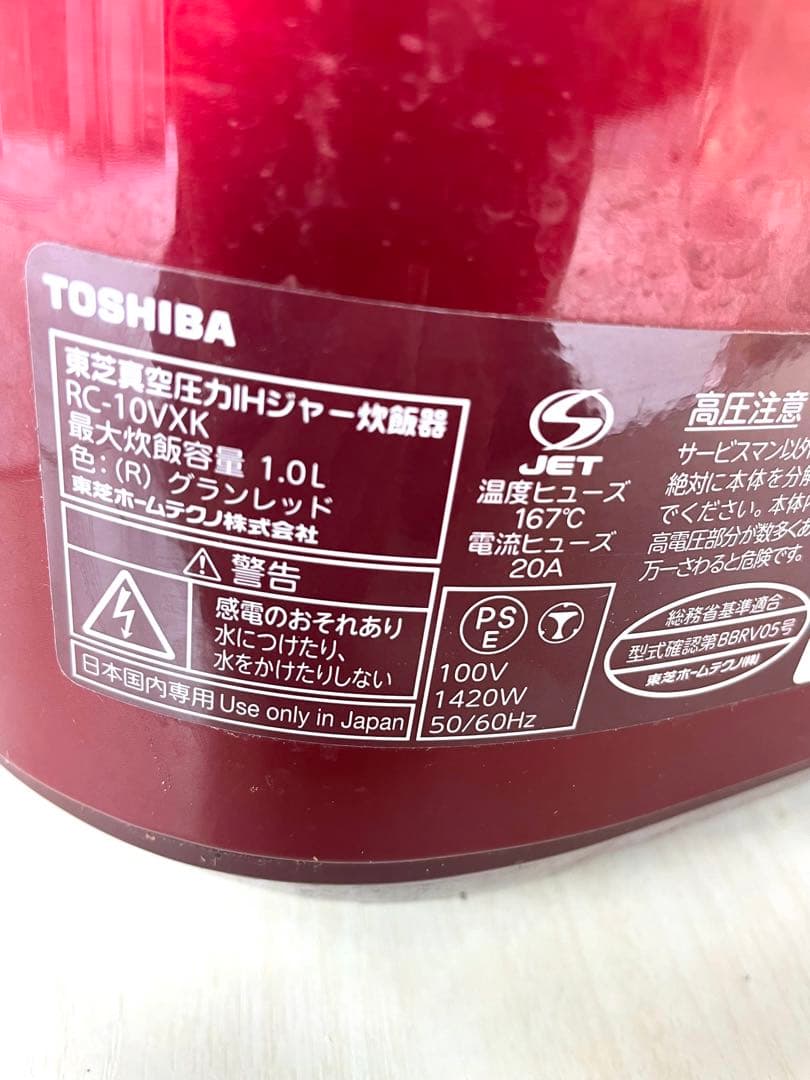 TOSHIBA
東芝真空圧力IHジャー炊飯器
RC-10VXK
最大炊飯容量 1.0L
色:(R) グランレッド
東芝ホームテクノ株式会社
警告
感電のおそれあり
水につけたり、
水をかけたりしない
日本国内専用 Use only in Japan
S
JET
温度ヒューズ
167℃
電流ヒューズ
20A
PS
E
100V
1420W
50/60Hz
高圧注意
サービスマン以外
絶対に本体を分解
でください。本体
高電圧部分が数多く
万一さわると危険です。
総務省基準適合
型式確認第BBRV05号
東芝ホームテクノ(株)